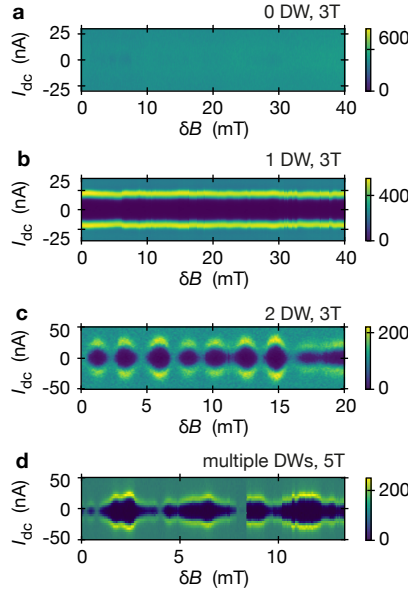 a
0 DW, 3T
25
0
-25
I_dc (nA)
600
0
0 10 20 30 40
δB (mT)
b
1 DW, 3T
25
0
-25
I_dc (nA)
400
0
0 10 20 30 40
δB (mT)
c
2 DW, 3T
50
0
-50
I_dc (nA)
200
0
0 5 10 15 20
δB (mT)
d
multiple DWs, 5T
50
0
-50
I_dc (nA)
200
0
0 5 10
δB (mT)